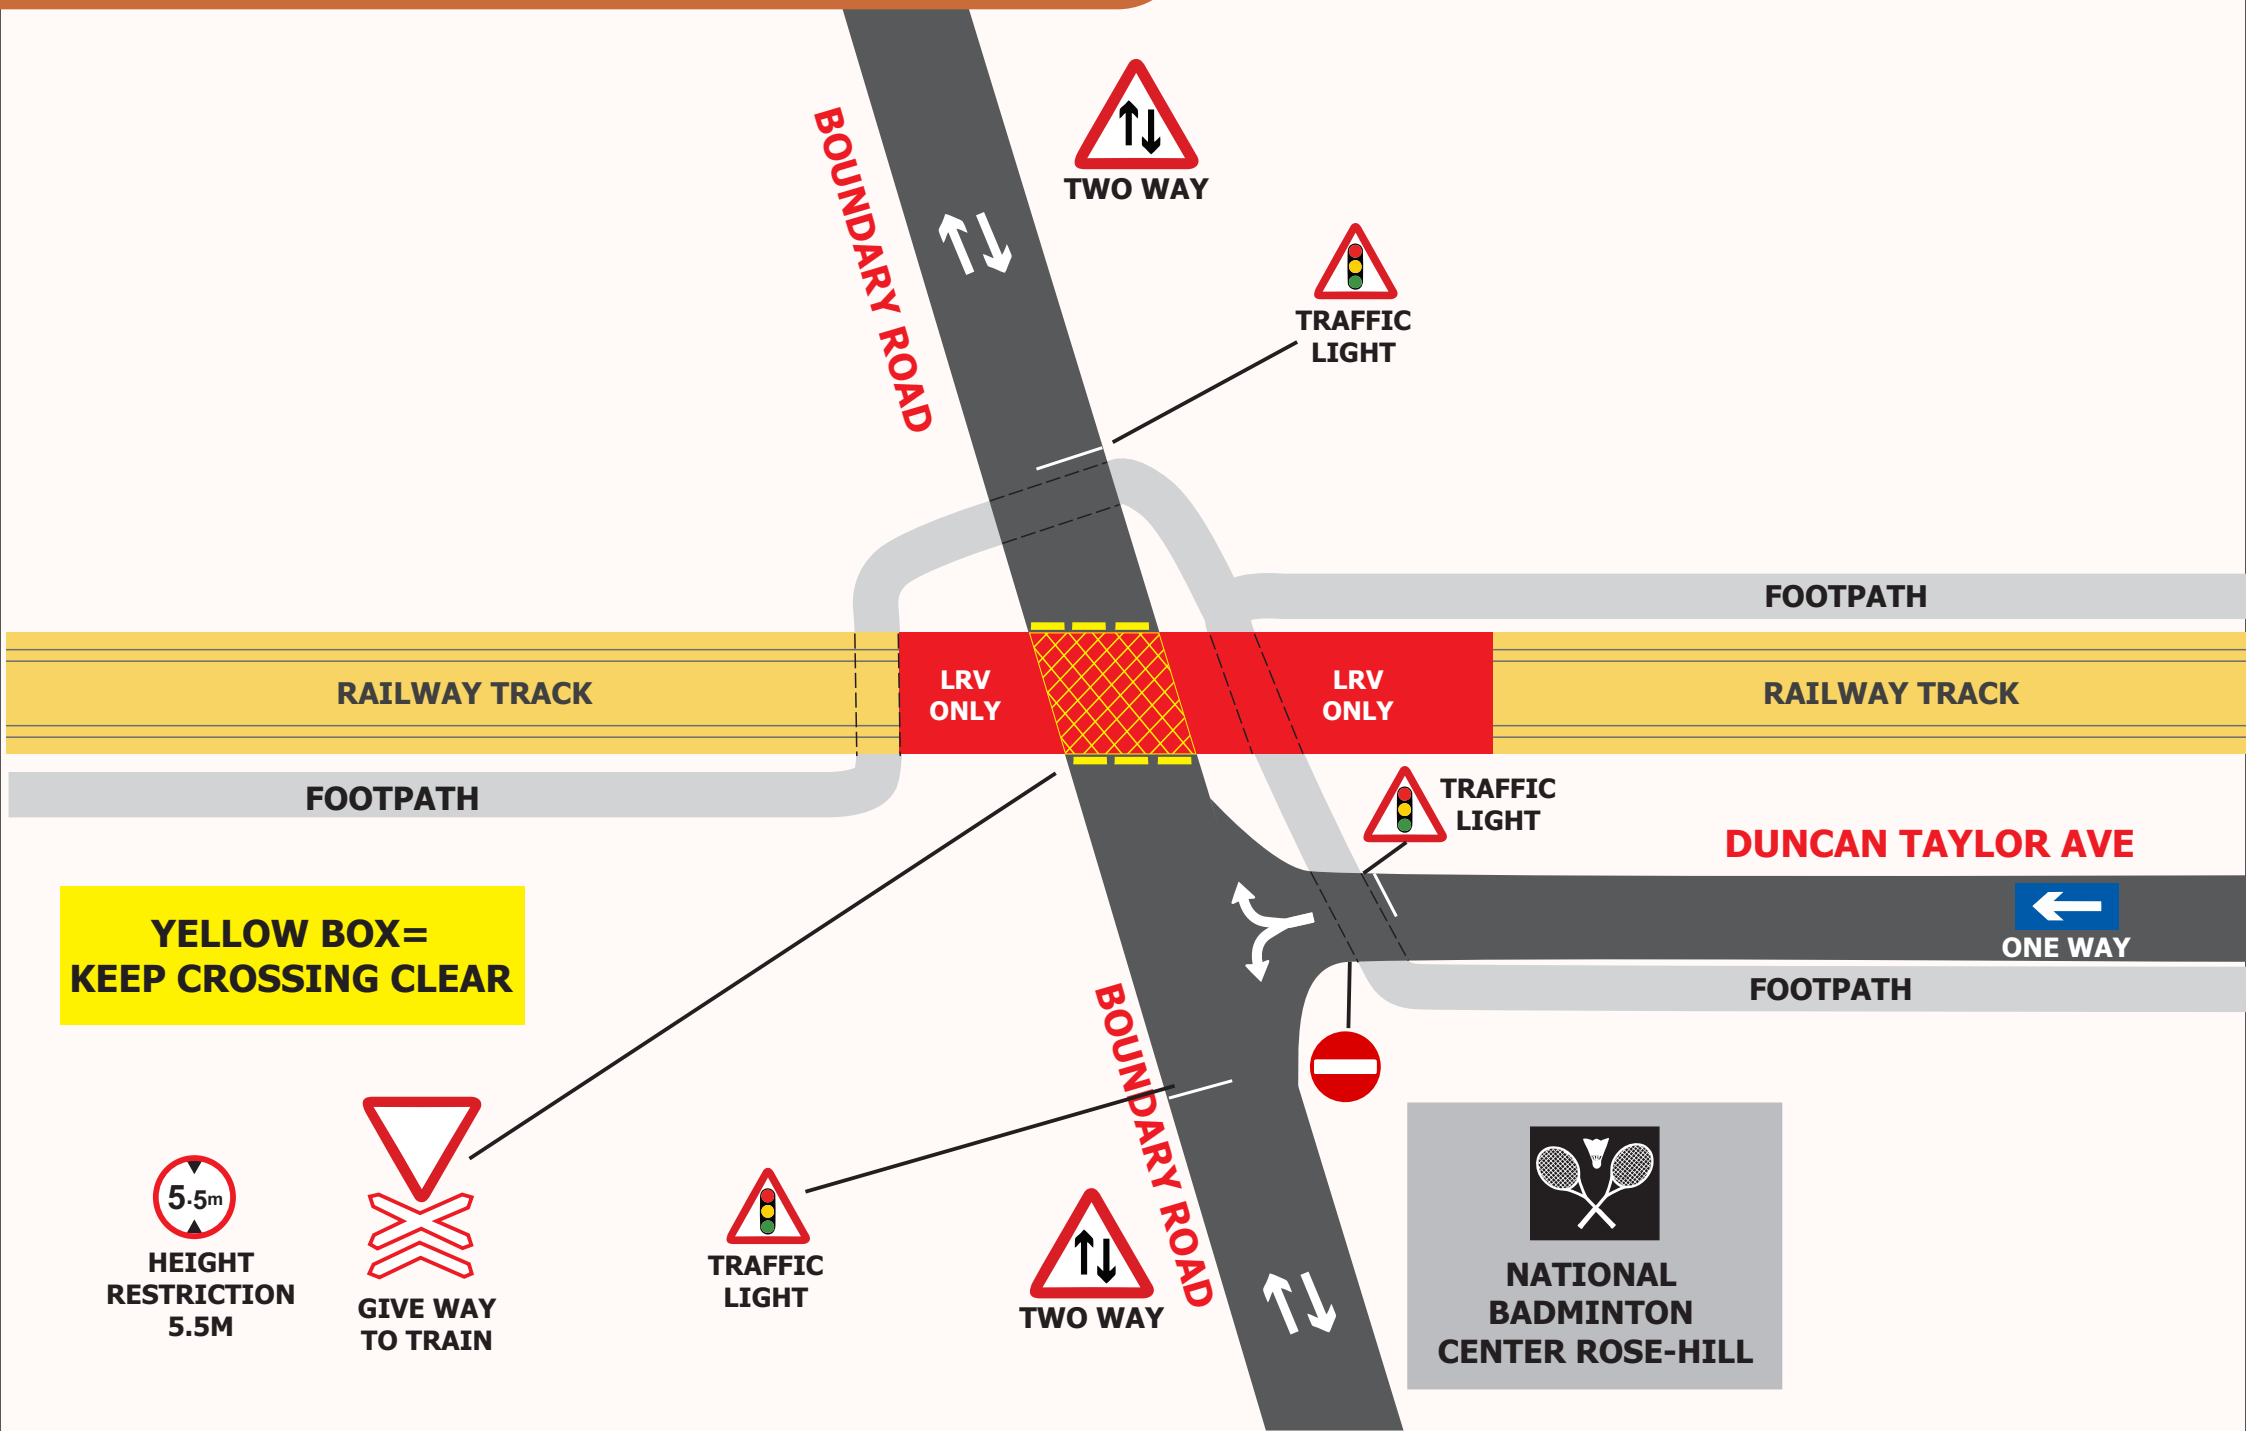 BOUNDARY ROAD
TWO WAY
TRAFFIC
LIGHT
FOOTPATH
RAILWAY TRACK
LRV
ONLY
LRV
ONLY
RAILWAY TRACK
FOOTPATH
TRAFFIC
LIGHT
DUNCAN TAYLOR AVE
ONE WAY
FOOTPATH
YELLOW BOX=
KEEP CROSSING CLEAR
BOUNDARY ROAD
5.5m
HEIGHT
RESTRICTION
5.5M
GIVE WAY
TO TRAIN
TRAFFIC
LIGHT
TWO WAY
NATIONAL
BADMINTON
CENTER ROSE-HILL